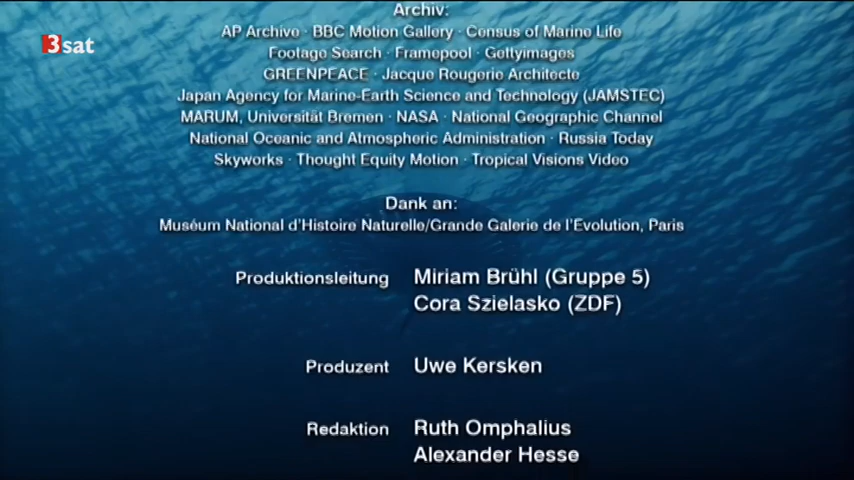 Archiv:
3sat
AP Archive · BBC Motion Gallery · Census of Marine Life
Footage Search · Framepool · Gettyimages
GREENPEACE · Jacque Rougerie Architecte
Japan Agency for Marine-Earth Science and Technology (JAMSTEC)
MARUM, Universität Bremen · NASA · National Geographic Channel
National Oceanic and Atmospheric Administration · Russia Today
Skyworks · Thought Equity Motion · Tropical Visions Video
Dank an:
Muséum National d'Histoire Naturelle/Grande Galerie de l'Evolution, Paris
Produktionsleitung Miriam Brühl (Gruppe 5)
Cora Szielasko (ZDF)
Produzent Uwe Kersken
Redaktion Ruth Omphalius
Alexander Hesse